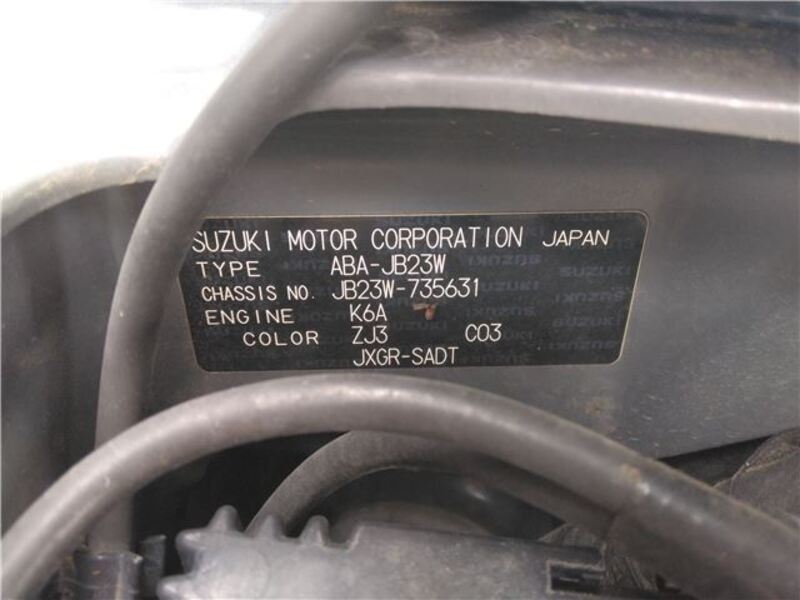 SUZUKI MOTOR CORPORATION JAPAN
TYPE ABA-JB23W
CHASSIS NO. JB23W-735631
ENGINE K6A
COLOR ZJ3 C03
JXGR-SADT